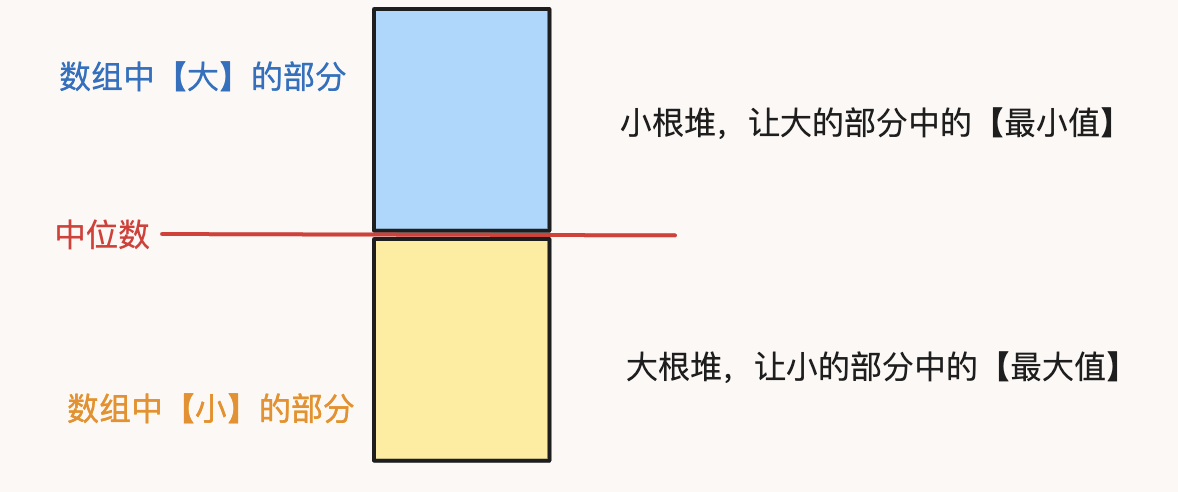 数组中【大】的部分
小根堆，让大的部分中的【最小值】
中位数
大根堆，让小的部分中的【最大值】
数组中【小】的部分